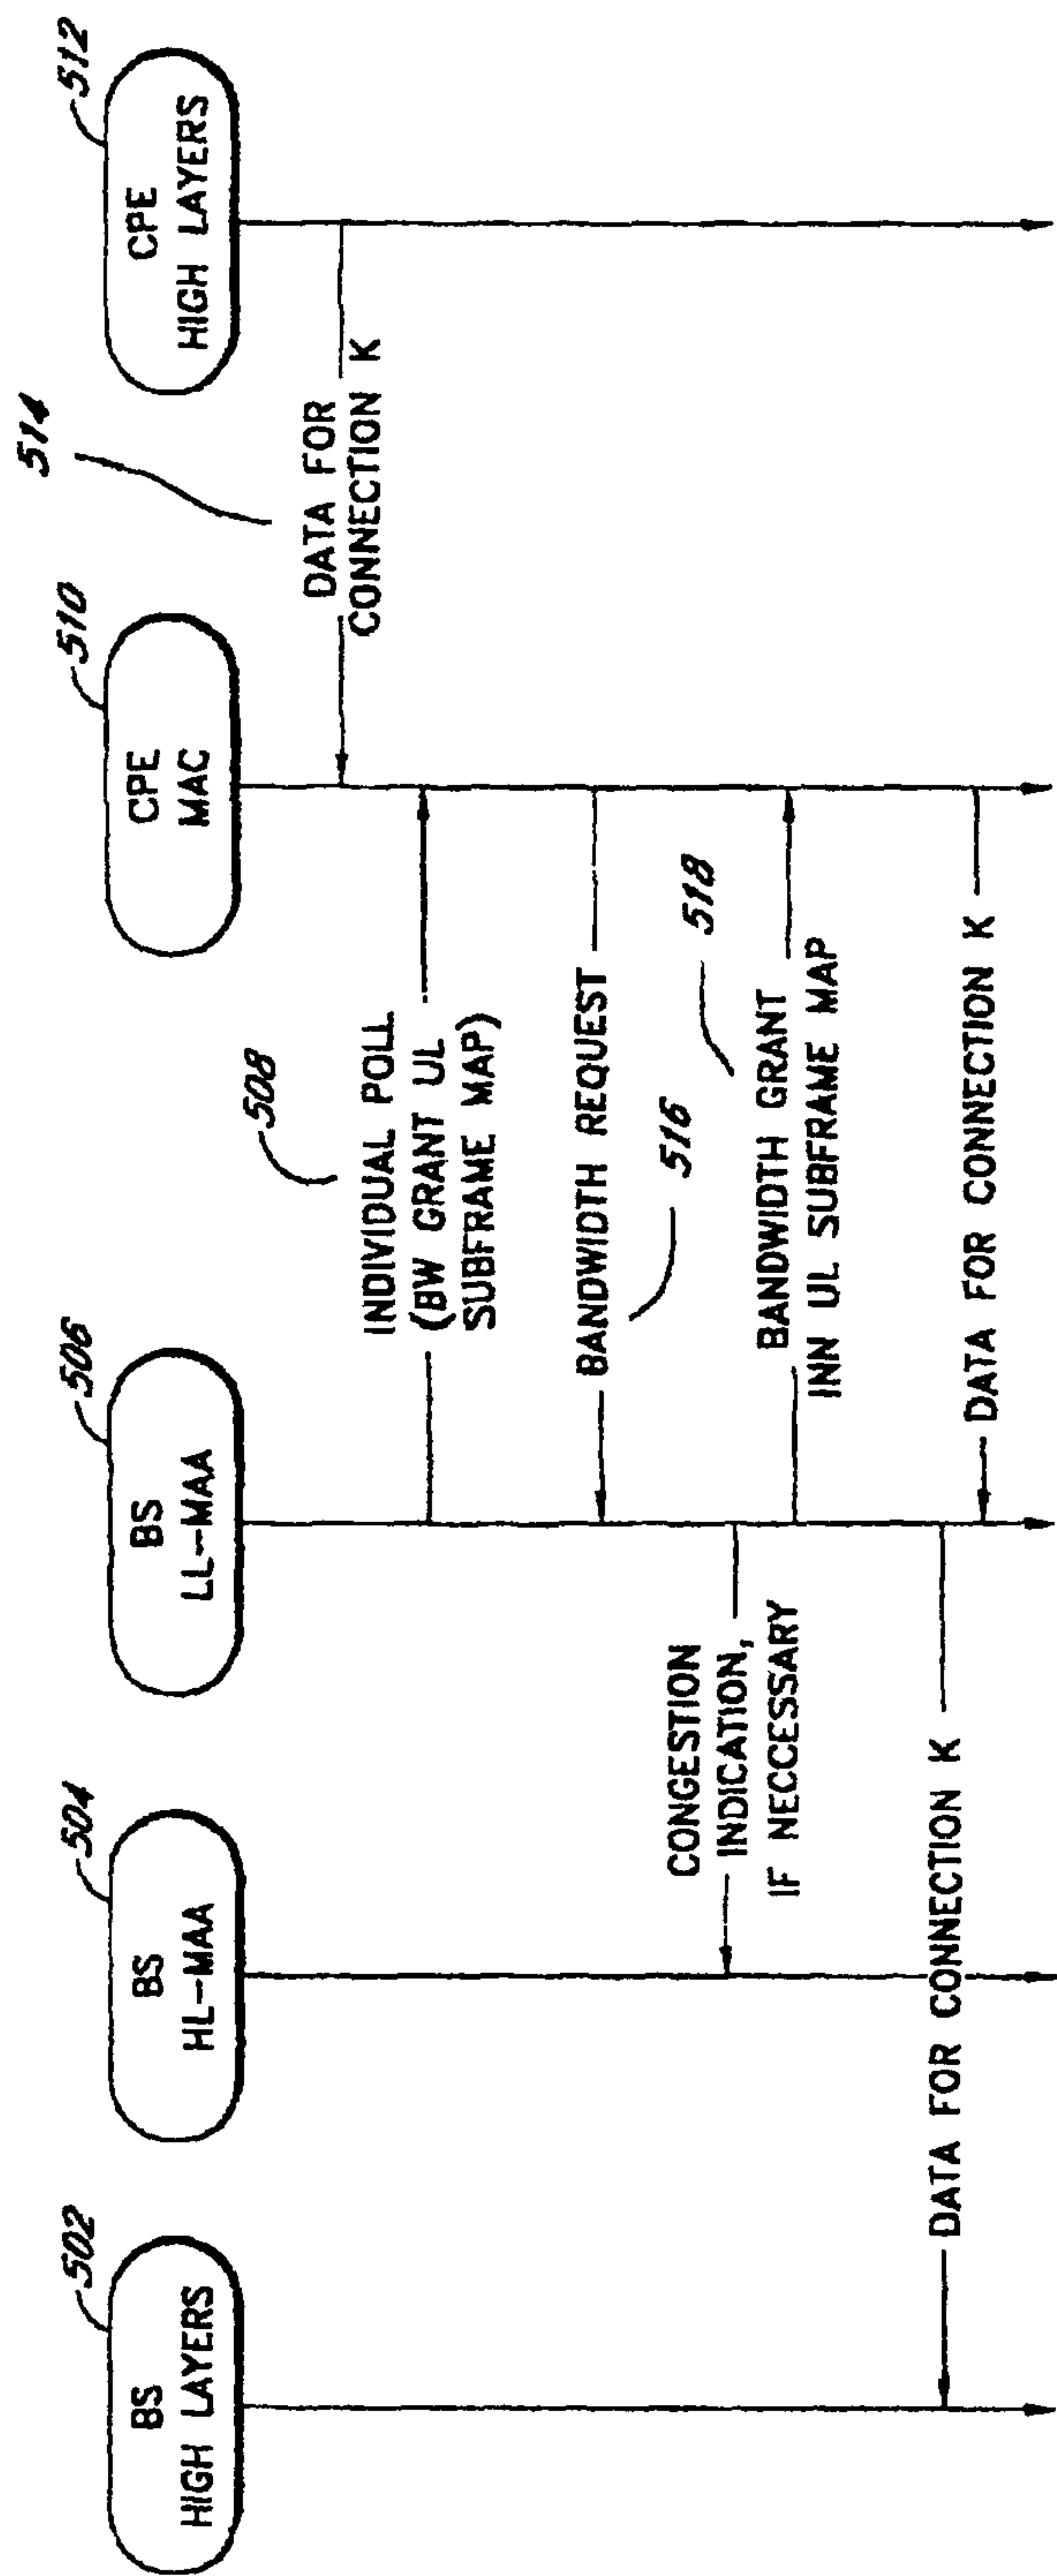 502
BS
HIGH LAYERS
504
BS
HL-MAA
506
BS
LL-MAA
510
CPE
MAC
512
CPE
HIGH LAYERS
514
DATA FOR
CONNECTION K
508
INDIVIDUAL POLL
(BW GRANT UL
SUBFRAME MAP)
BANDWIDTH REQUEST
516
518
CONGESTION
INDICATION,
IF NECCESSARY
BANDWIDTH GRANT
INN UL SUBFRAME MAP
DATA FOR CONNECTION K
DATA FOR CONNECTION K